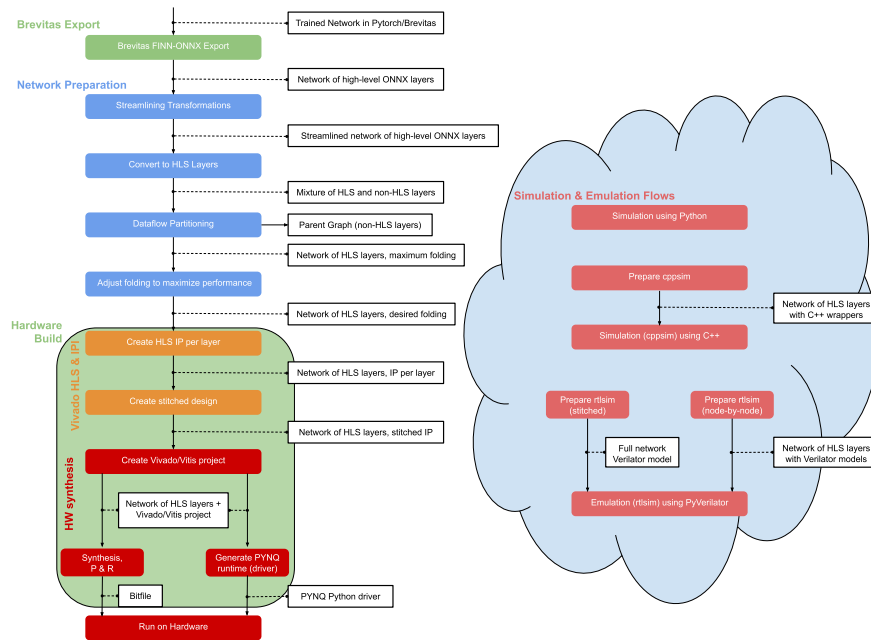 Brevitas Export
Trained Network in Pytorch/Brevitas
Brevitas FINN-ONNX Export
Network of high-level ONNX layers
Network Preparation
Streamlining Transformations
Streamlined network of high-level ONNX layers
Convert to HLS Layers
Mixture of HLS and non-HLS layers
Dataflow Partitioning
Parent Graph (non-HLS layers)
Network of HLS layers, maximum folding
Adjust folding to maximize performance
Network of HLS layers, desired folding
Hardware
Build
Vivado HLS & IPI
Create HLS IP per layer
Network of HLS layers, IP per layer
Create stitched design
Network of HLS layers, stitched IP
HW synthesis
Create Vivado/Vitis project
Network of HLS layers +
Vivado/Vitis project
Synthesis,
P & R
Generate PYNQ
runtime (driver)
Bitfile
PYNQ Python driver
Run on Hardware
Simulation & Emulation Flows
Simulation using Python
Prepare cppsim
Network of HLS layers
with C++ wrappers
Simulation (cppsim) using C++
Prepare rtlsim
(stitched)
Prepare rtlsim
(node-by-node)
Full network
Verilator model
Network of HLS layers
with Verilator models
Emulation (rtlsim) using PyVerilator